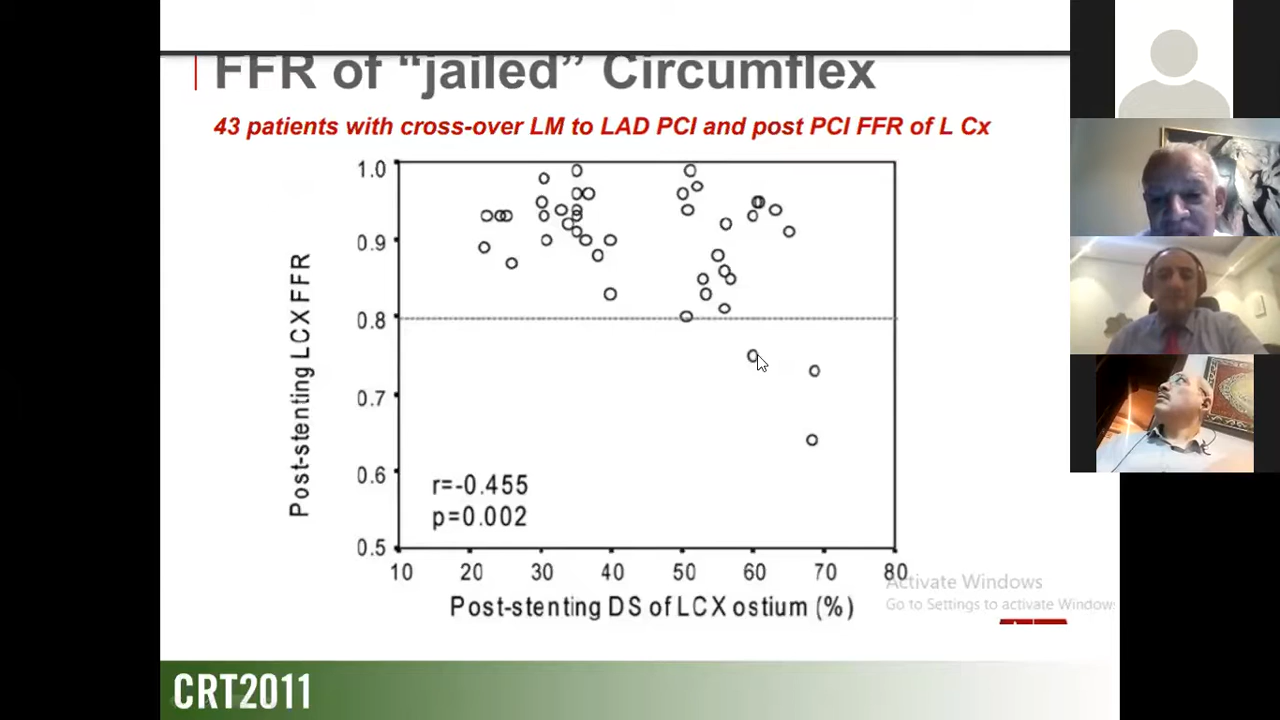 FFR of “jailed” Circumflex
43 patients with cross-over LM to LAD PCI and post PCI FFR of L Cx
Post-stenting LCX FFR
1.0
0.9
0.8
0.7
0.6
0.5
r=-0.455
p=0.002
10 20 30 40 50 60 70 80
Post-stenting DS of LCX ostium (%)
Activate Windows
Go to Settings to activate Windows
CRT2011